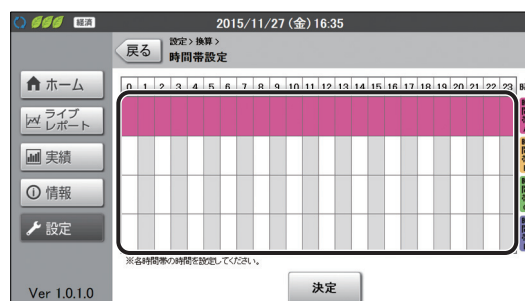 経済
2015/11/27 (金) 16:35
戻る
設定 > 換算 >
時間帯設定
ホーム
ライブ
レポート
実績
情報
設定
0 1 2 3 4 5 6 7 8 9 10 11 12 13 14 15 16 17 18 19 20 21 22 23
※各時間帯の時間を設定してください。
決定
Ver 1.0.1.0